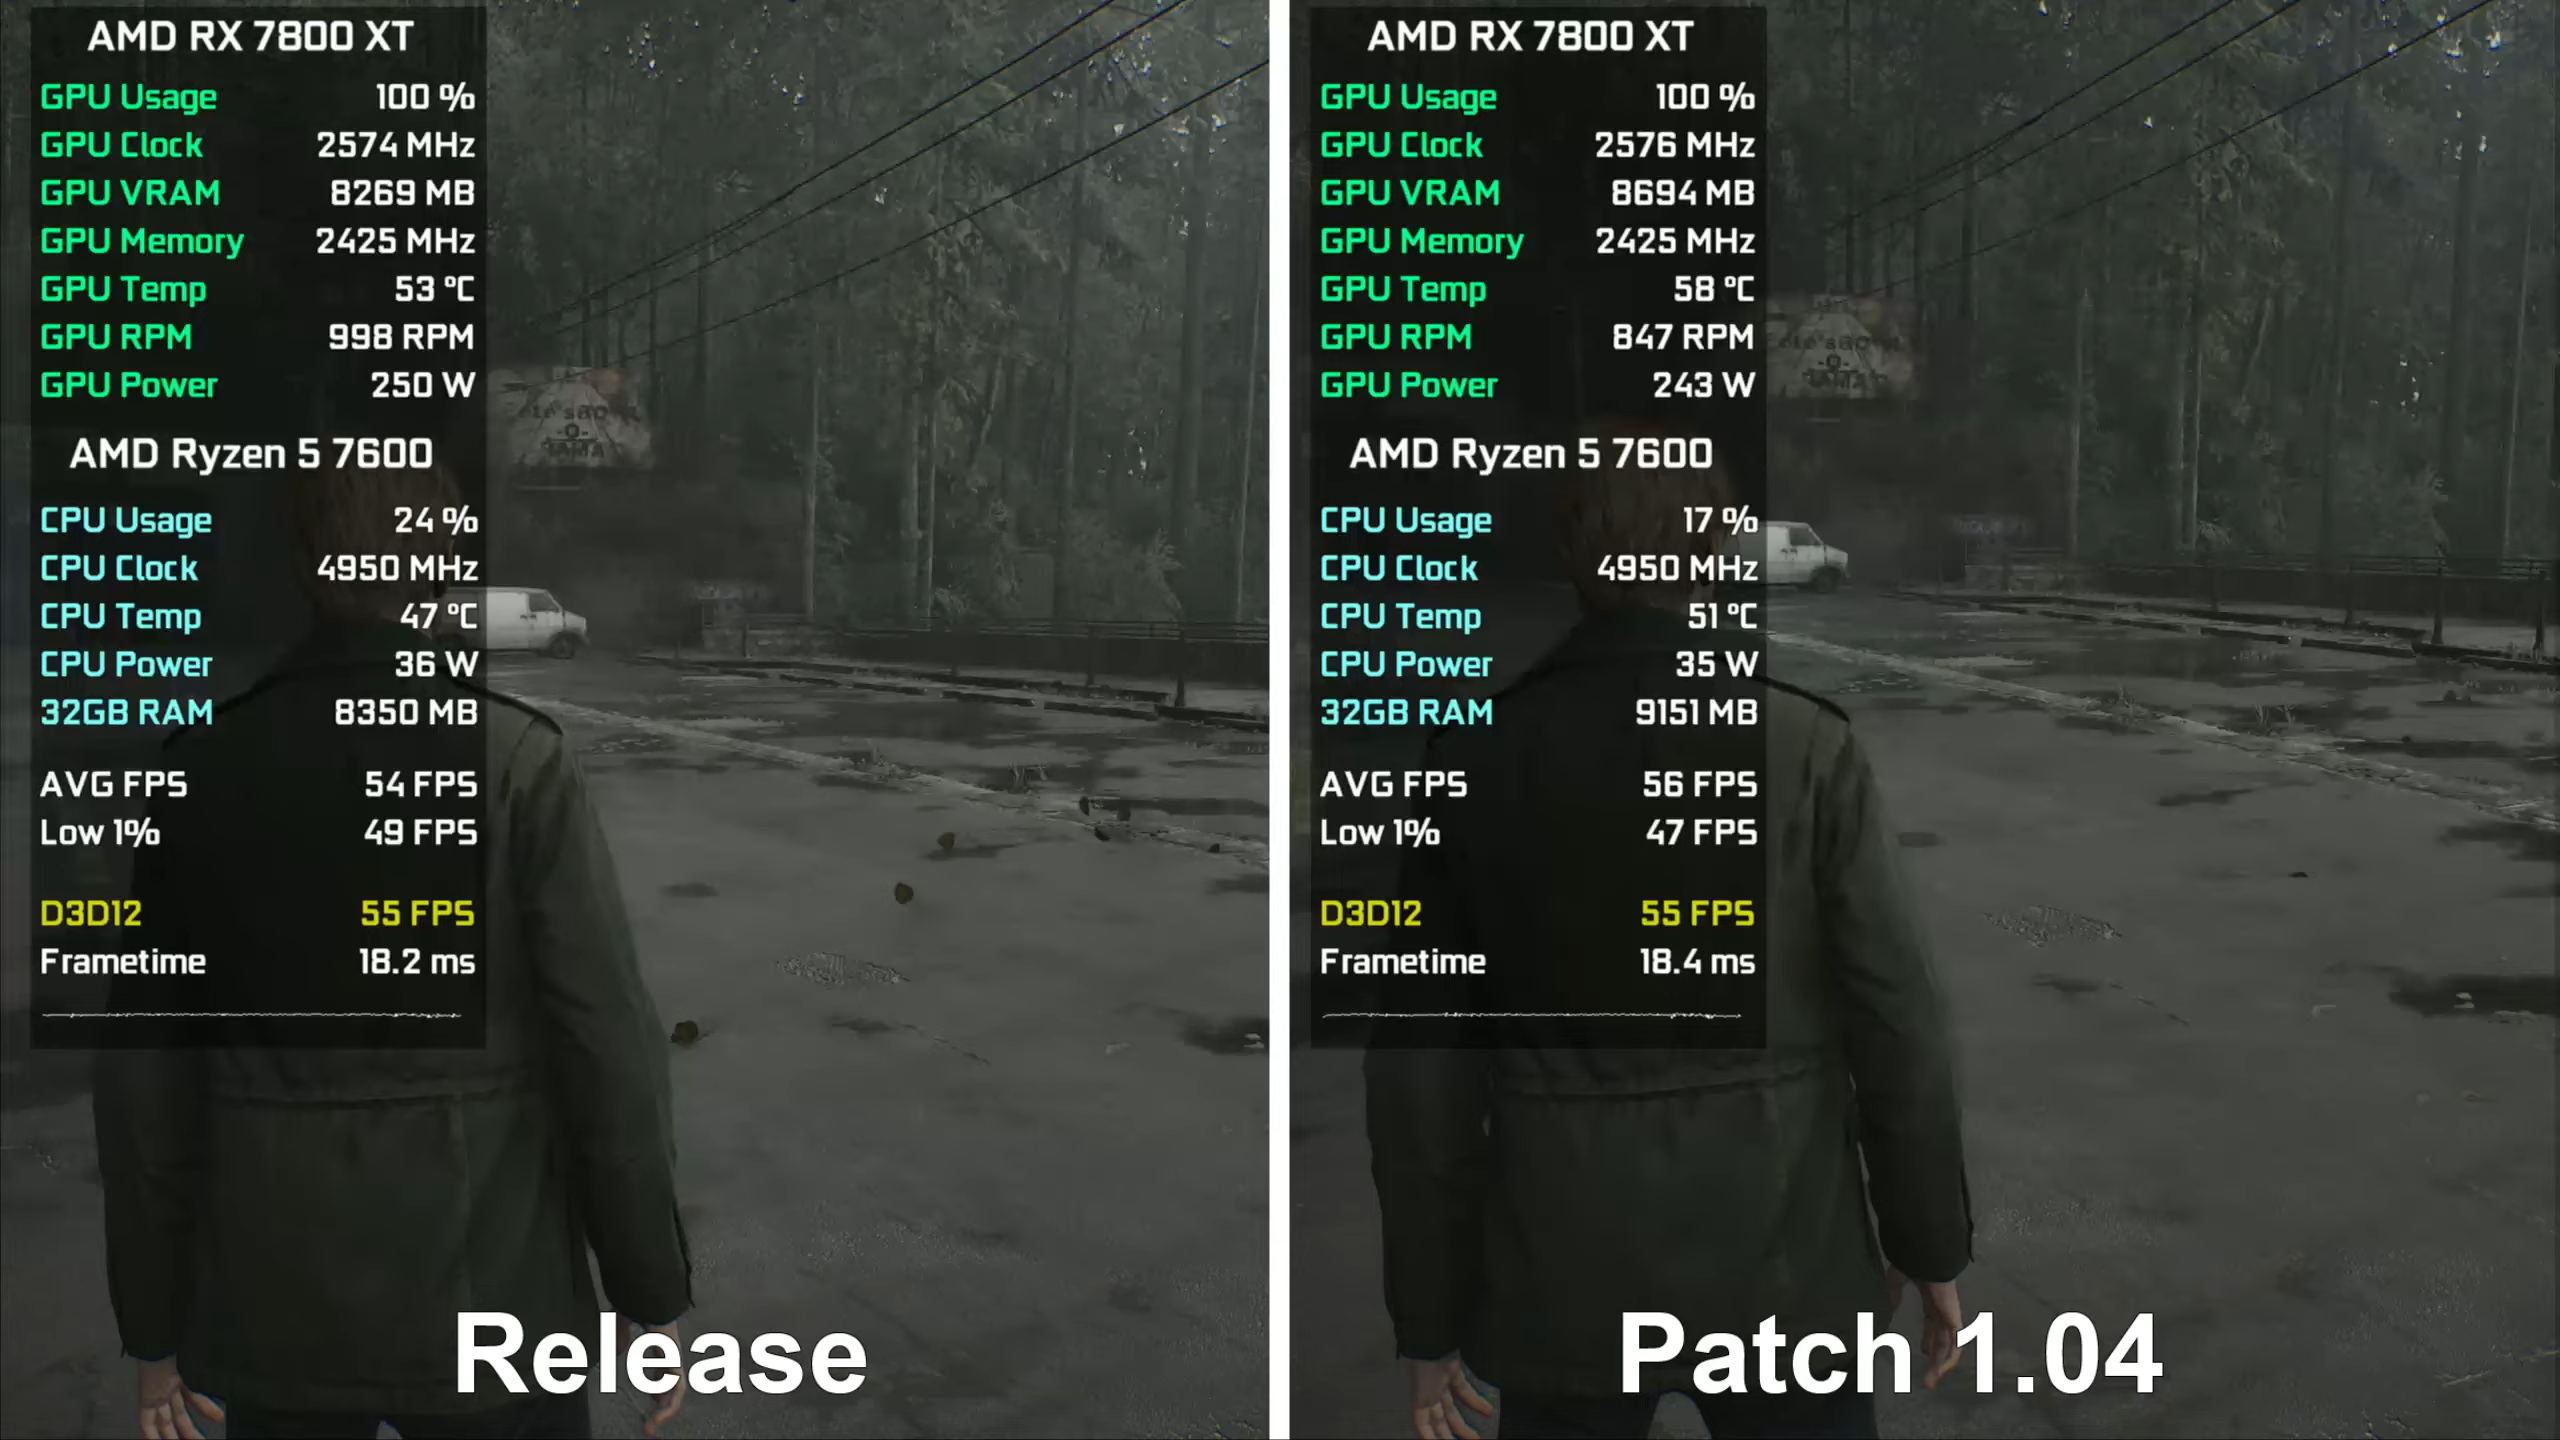 AMD RX 7800 XT
GPU Usage 100 %
GPU Clock 2574 MHz
GPU VRAM 8269 MB
GPU Memory 2425 MHz
GPU Temp 53 ºC
GPU RPM 998 RPM
GPU Power 250 W
AMD Ryzen 5 7600
CPU Usage 24 %
CPU Clock 4950 MHz
CPU Temp 47 ºC
CPU Power 36 W
32GB RAM 8350 MB
AVG FPS 54 FPS
Low 1% 49 FPS
D3D12 55 FPS
Frametime 18.2 ms
Release
AMD RX 7800 XT
GPU Usage 100 %
GPU Clock 2576 MHz
GPU VRAM 8694 MB
GPU Memory 2425 MHz
GPU Temp 58 ºC
GPU RPM 847 RPM
GPU Power 243 W
AMD Ryzen 5 7600
CPU Usage 17 %
CPU Clock 4950 MHz
CPU Temp 51 ºC
CPU Power 35 W
32GB RAM 9151 MB
AVG FPS 56 FPS
Low 1% 47 FPS
D3D12 55 FPS
Frametime 18.4 ms
Patch 1.04